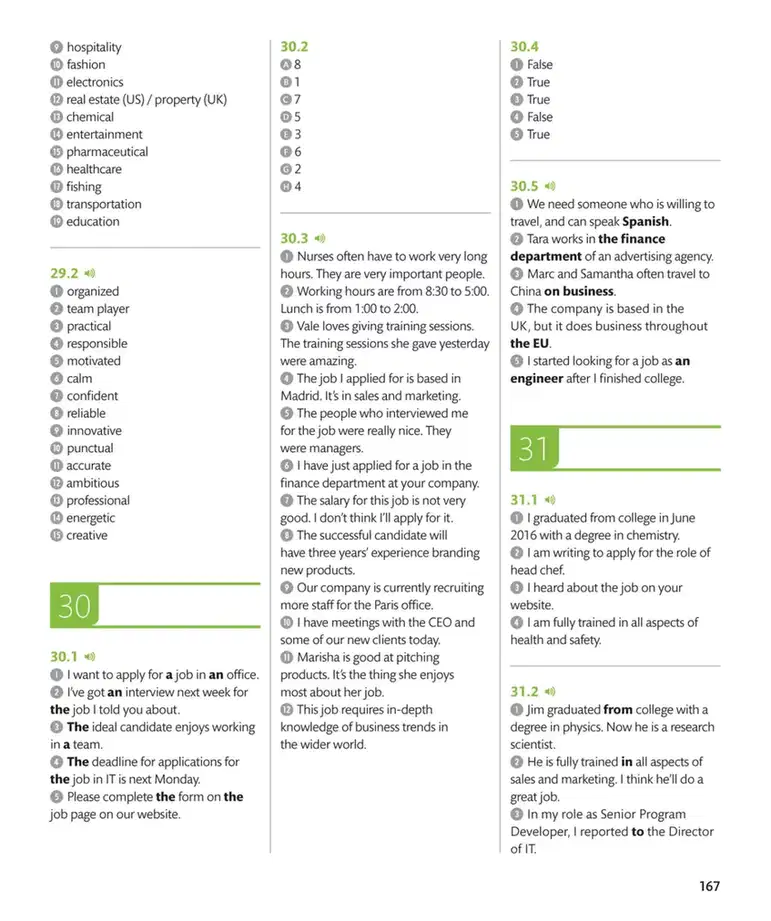 9 hospitality
10 fashion
11 electronics
12 real estate (US) / property (UK)
13 chemical
14 entertainment
15 pharmaceutical
16 healthcare
17 fishing
18 transportation
19 education
29.2
1 organized
2 team player
3 practical
4 responsible
5 motivated
6 calm
7 confident
8 reliable
9 innovative
10 punctual
11 accurate
12 ambitious
13 professional
14 energetic
15 creative
30
30.1
1 I want to apply for a job in an office.
2 I've got an interview next week for
the job I told you about.
3 The ideal candidate enjoys working
in a team.
4 The deadline for applications for
the job in IT is next Monday.
5 Please complete the form on the
job page on our website.
30.2
A 8
B 1
C 7
D 5
E 3
F 6
G 2
H 4
30.3
1 Nurses often have to work very long
hours. They are very important people.
2 Working hours are from 8:30 to 5:00.
Lunch is from 1:00 to 2:00.
3 Vale loves giving training sessions.
The training sessions she gave yesterday
were amazing.
4 The job I applied for is based in
Madrid. It's in sales and marketing.
5 The people who interviewed me
for the job were really nice. They
were managers.
6 I have just applied for a job in the
finance department at your company.
7 The salary for this job is not very
good. I don't think I'll apply for it.
8 The successful candidate will
have three years' experience branding
new products.
9 Our company is currently recruiting
more staff for the Paris office.
10 I have meetings with the CEO and
some of our new clients today.
11 Marisha is good at pitching
products. It's the thing she enjoys
most about her job.
12 This job requires in-depth
knowledge of business trends in
the wider world.
30.4
1 False
2 True
3 True
4 False
5 True
30.5
1 We need someone who is willing to
travel, and can speak Spanish.
2 Tara works in the finance
department of an advertising agency.
3 Marc and Samantha often travel to
China on business.
4 The company is based in the
UK, but it does business throughout
the EU.
5 I started looking for a job as an
engineer after I finished college.
31
31.1
1 I graduated from college in June
2016 with a degree in chemistry.
2 I am writing to apply for the role of
head chef.
3 I heard about the job on your
website.
4 I am fully trained in all aspects of
health and safety.
31.2
1 Jim graduated from college with a
degree in physics. Now he is a research
scientist.
2 He is fully trained in all aspects of
sales and marketing. I think he'll do a
great job.
3 In my role as Senior Program
Developer, I reported to the Director
of IT.
167